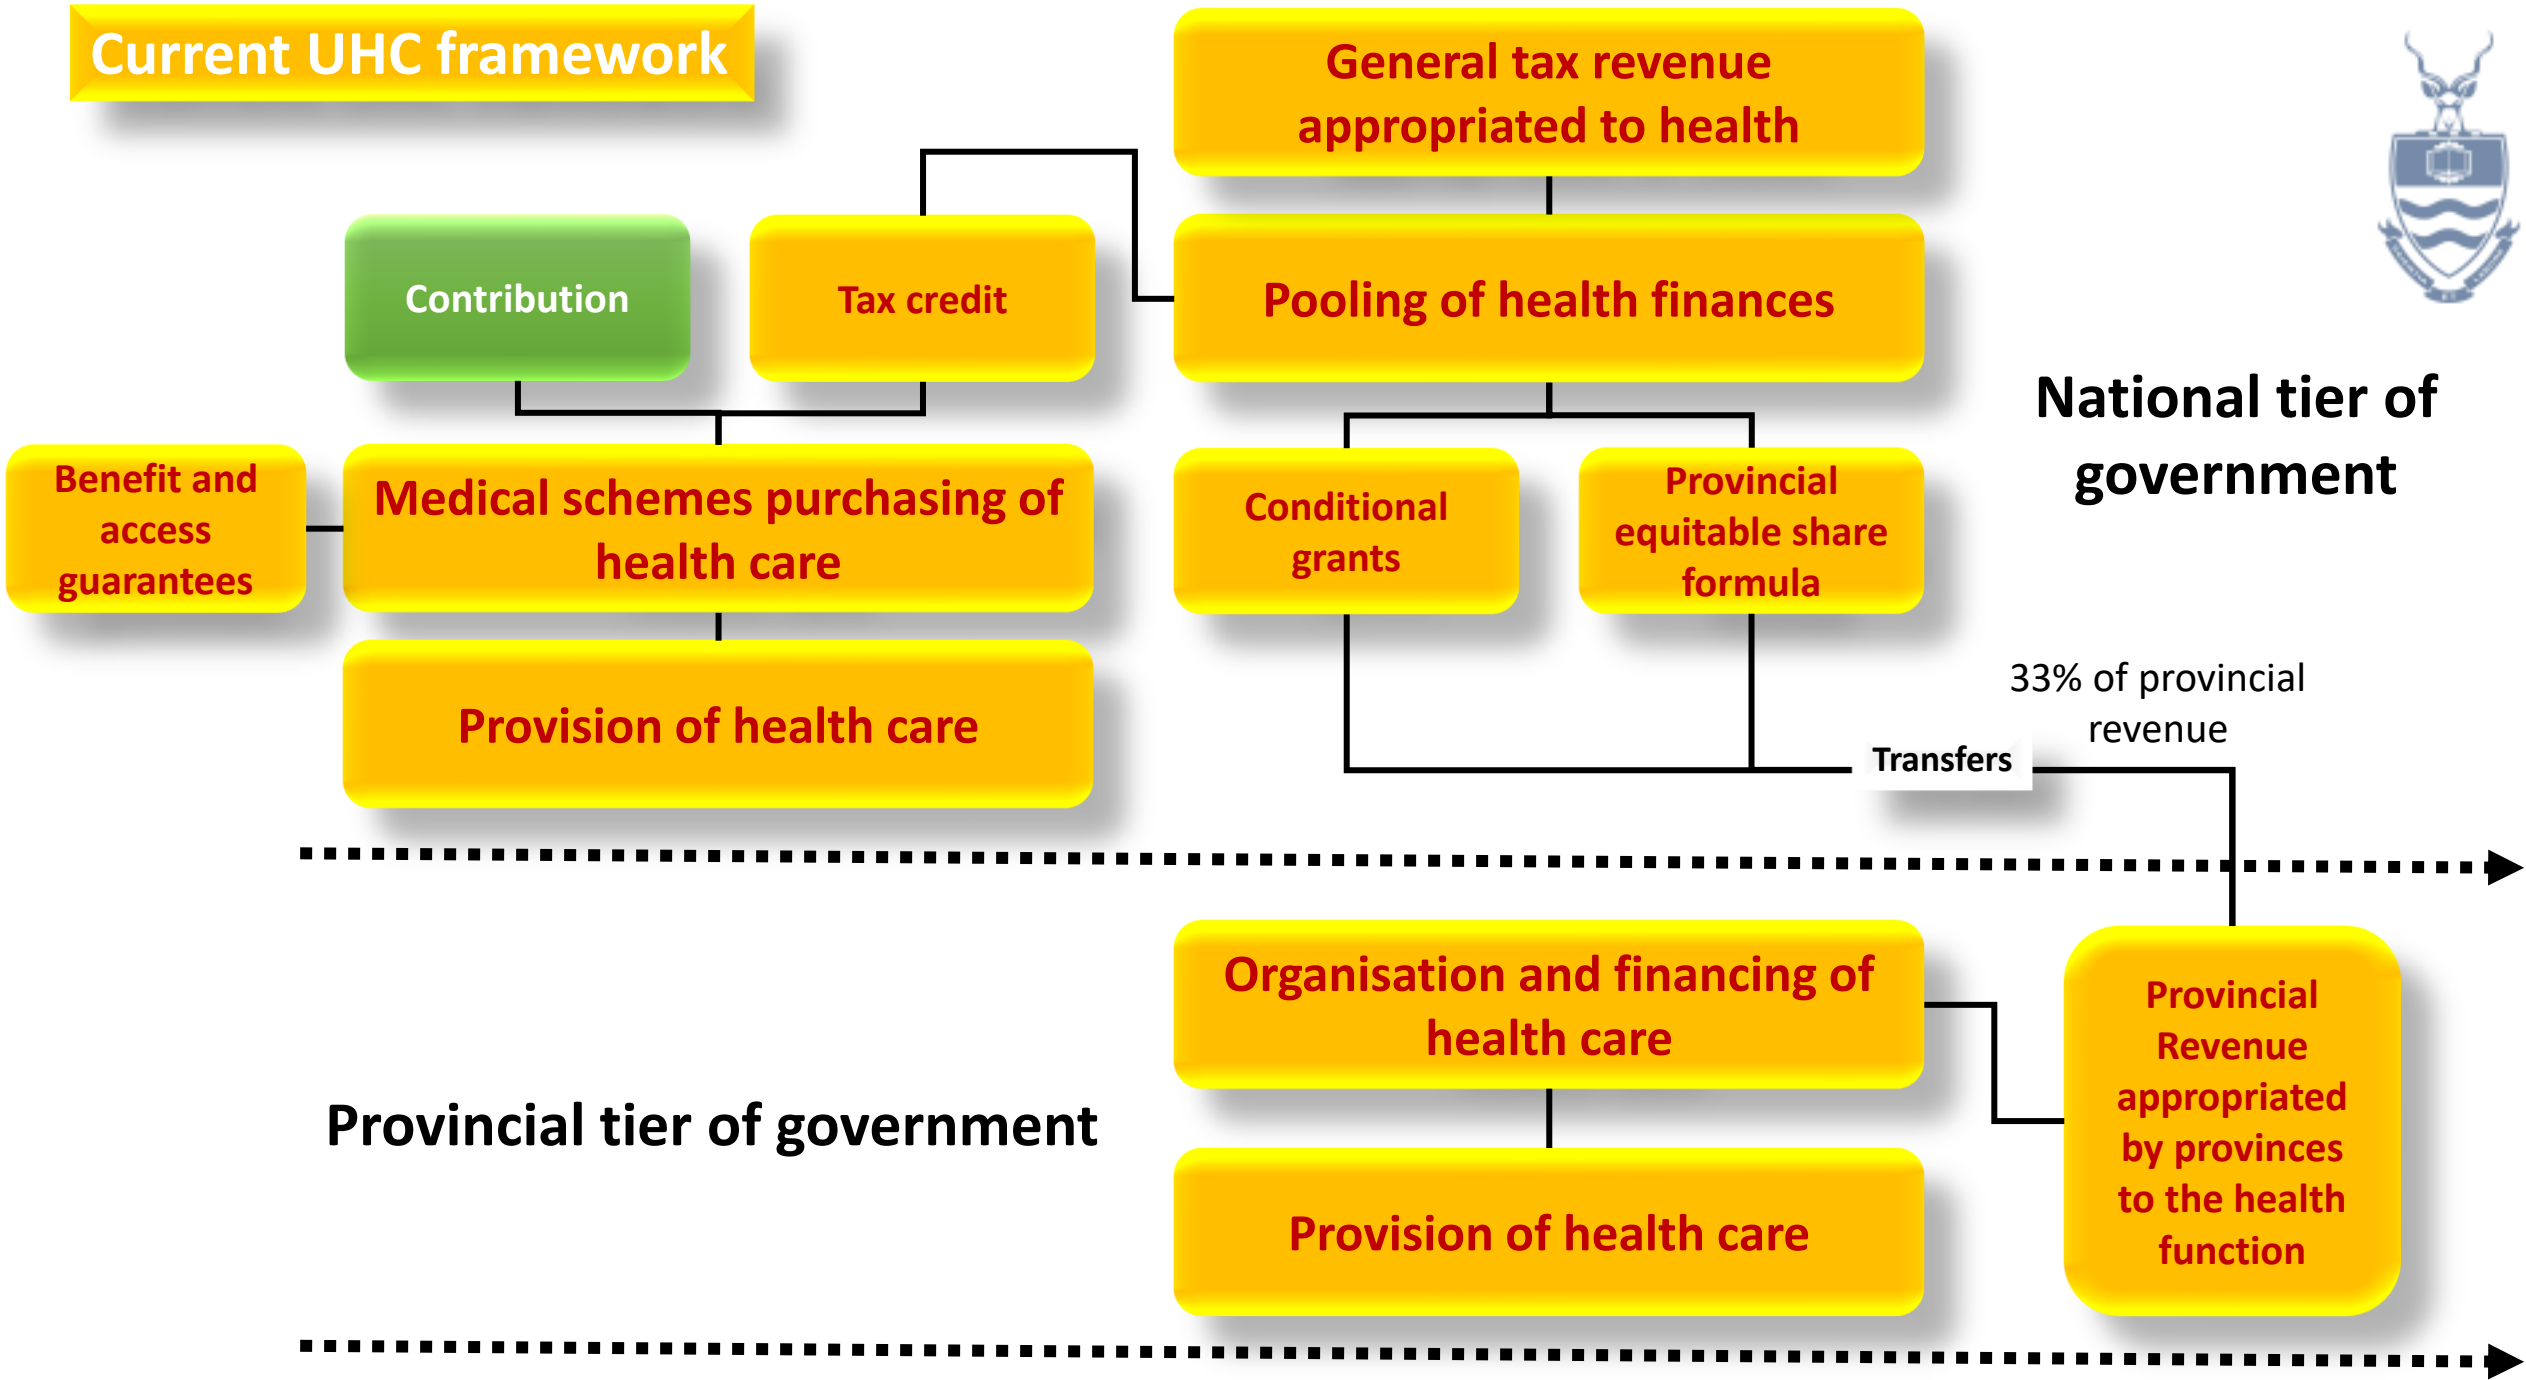 Current UHC framework
General tax revenue
appropriated to health
Contribution
Tax credit
Pooling of health finances
National tier of
government
Benefit and
access
guarantees
Medical schemes purchasing of
health care
Conditional
grants
Provincial
equitable share
formula
Provision of health care
33% of provincial
revenue
Transfers
Organisation and financing of
health care
Provincial
Revenue
appropriated
by provinces
to the health
function
Provincial tier of government
Provision of health care